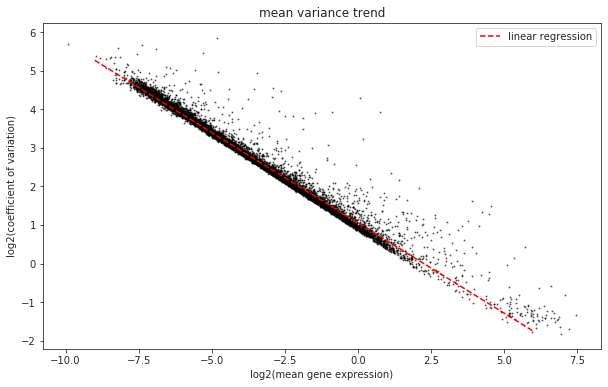 mean variance trend
linear regression
log2(coefficient of variation)
6
5
4
3
2
1
0
−1
−2
−10.0 −7.5 −5.0 −2.5 0.0 2.5 5.0 7.5
log2(mean gene expression)